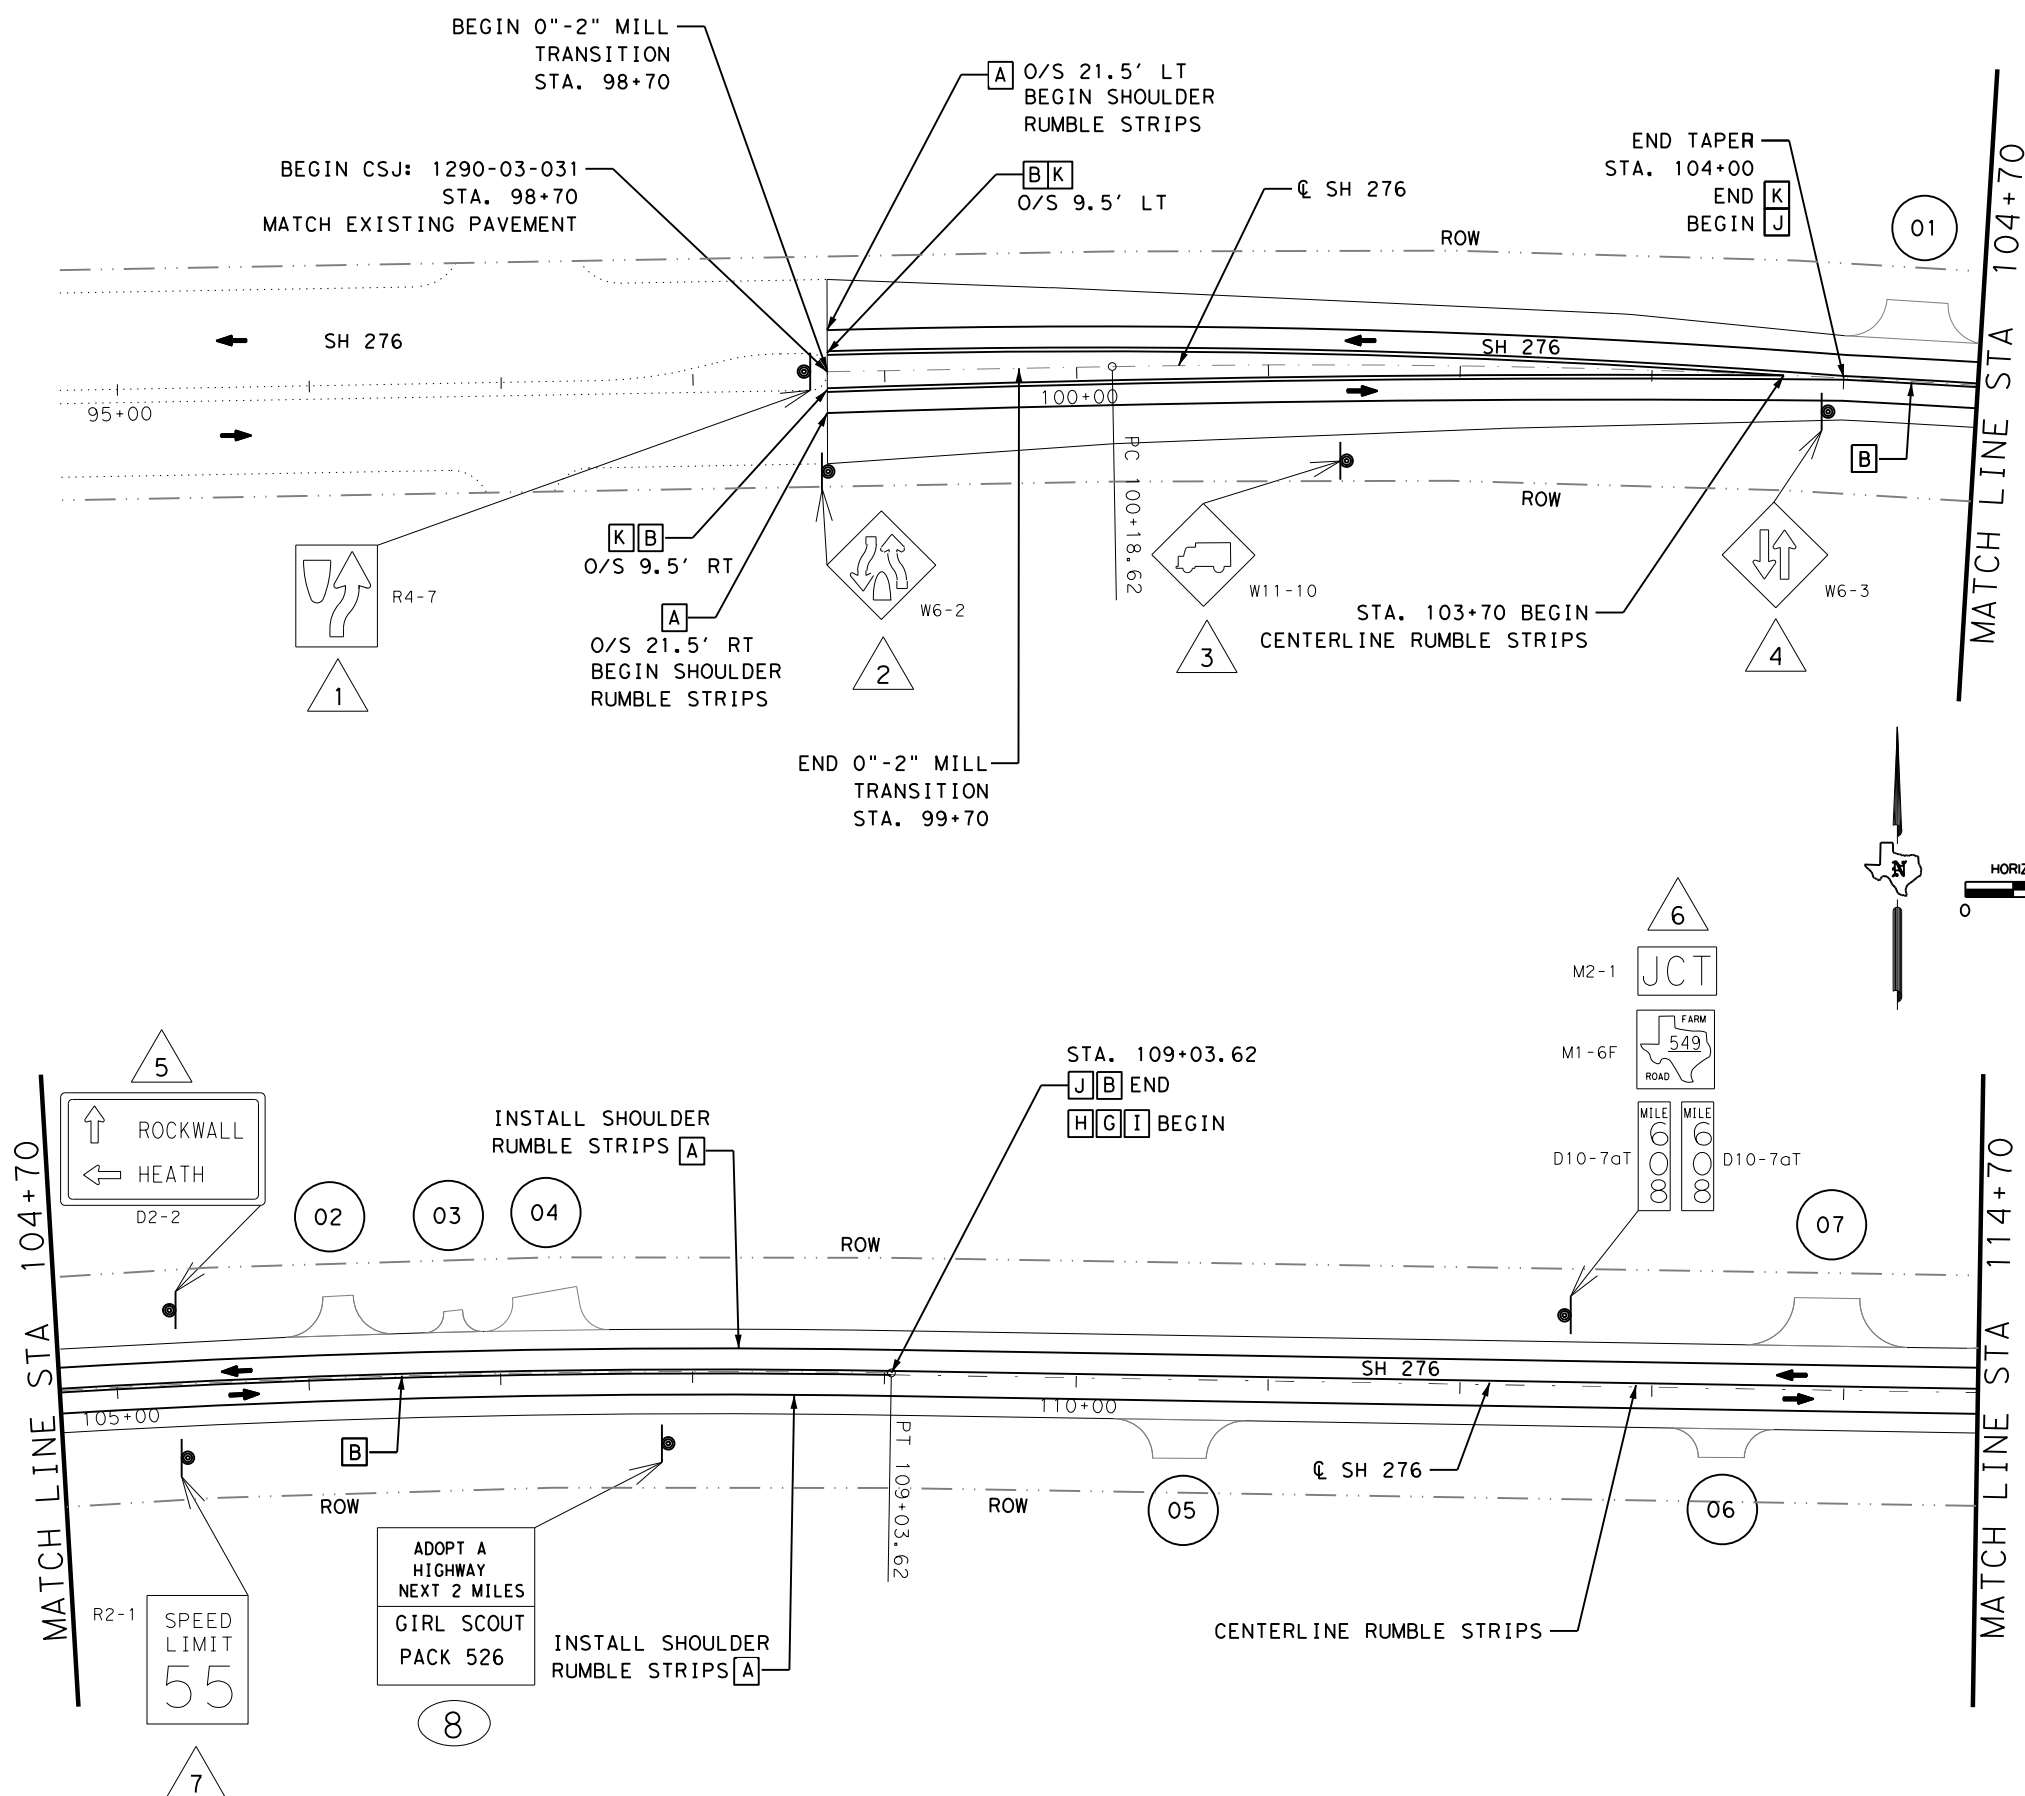 BEGIN 0"-2" MILL
TRANSITION
STA. 98+70
A O/S 21.5' LT
BEGIN SHOULDER
RUMBLE STRIPS
BEGIN CSJ: 1290-03-031
STA. 98+70
MATCH EXISTING PAVEMENT
B K
O/S 9.5' LT
℄ SH 276
END TAPER
STA. 104+00
END K
BEGIN J
01
ROW
MATCH LINE STA 104+70
SH 276
SH 276
95+00
100+00
PC 100+18.62
B
ROW
K B
O/S 9.5' RT
R4-7
1
A
O/S 21.5' RT
BEGIN SHOULDER
RUMBLE STRIPS
W6-2
2
W11-10
3
STA. 103+70 BEGIN
CENTERLINE RUMBLE STRIPS
W6-3
4
END 0"-2" MILL
TRANSITION
STA. 99+70
N
HORIZ
0
6
M2-1
JCT
M1-6F
FARM
549
ROAD
MILE
608
MILE
608
D10-7aT
D10-7aT
5
ROCKWALL
HEATH
D2-2
MATCH LINE STA 104+70
02
03
04
INSTALL SHOULDER
RUMBLE STRIPS A
STA. 109+03.62
J B END
H G I BEGIN
07
MATCH LINE STA 114+70
ROW
SH 276
105+00
110+00
B
PT 109+03.62
℄ SH 276
ROW
ROW
05
06
R2-1
SPEED
LIMIT
55
7
ADOPT A
HIGHWAY
NEXT 2 MILES
GIRL SCOUT
PACK 526
8
INSTALL SHOULDER
RUMBLE STRIPS A
CENTERLINE RUMBLE STRIPS